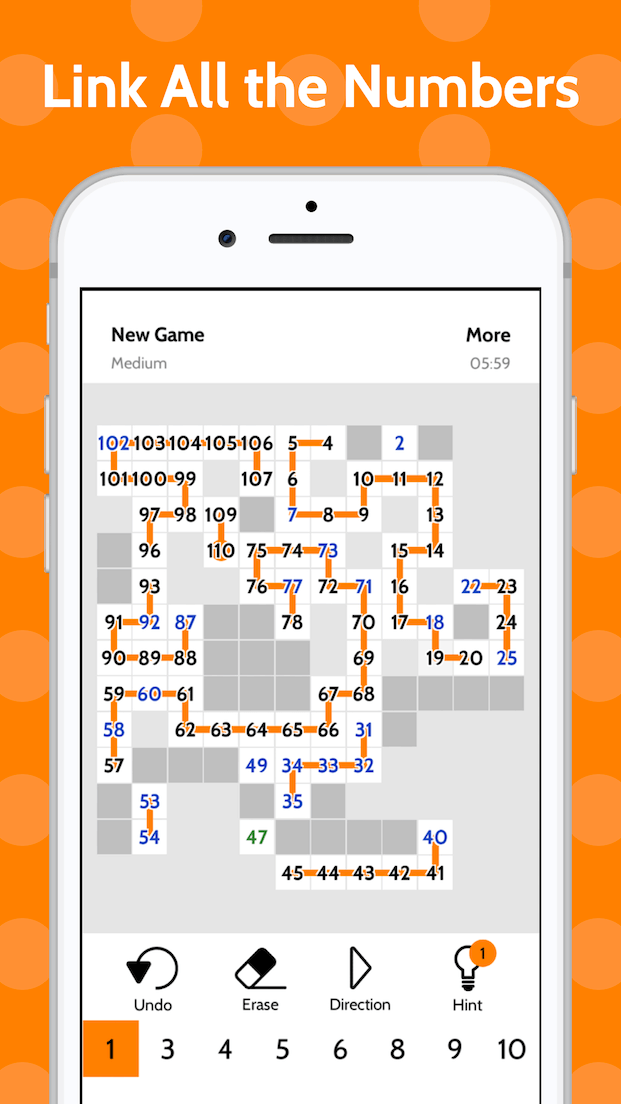 Link All the Numbers
New Game More
Medium 05:59
102 103 104 105 106 5 4 2
101 100 99 107 6 10 11 12
97 98 109 7 8 9 13
96 110 75 74 73 15 14
93 76 77 72 71 16 22 23
91 92 87 78 70 17 18 24
90 89 88 69 19 20 25
59 60 61 67 68
58 62 63 64 65 66 31
57 49 34 33 32
53 35
54 47 40
45 44 43 42 41
1
Undo Erase Direction Hint
1 3 4 5 6 8 9 10